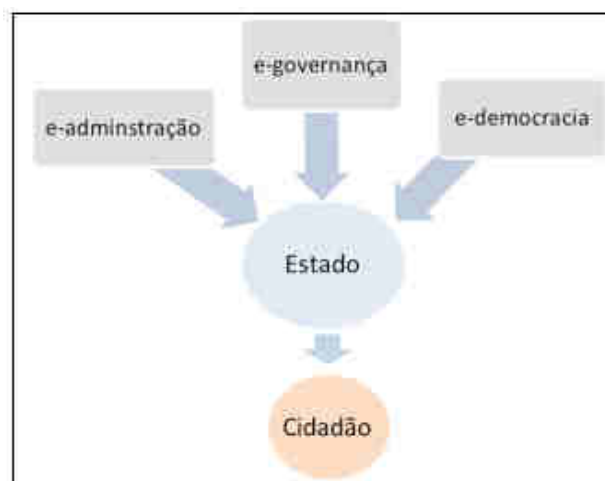 e-governança
e-adminstração
e-democracia
Estado
Cidadão